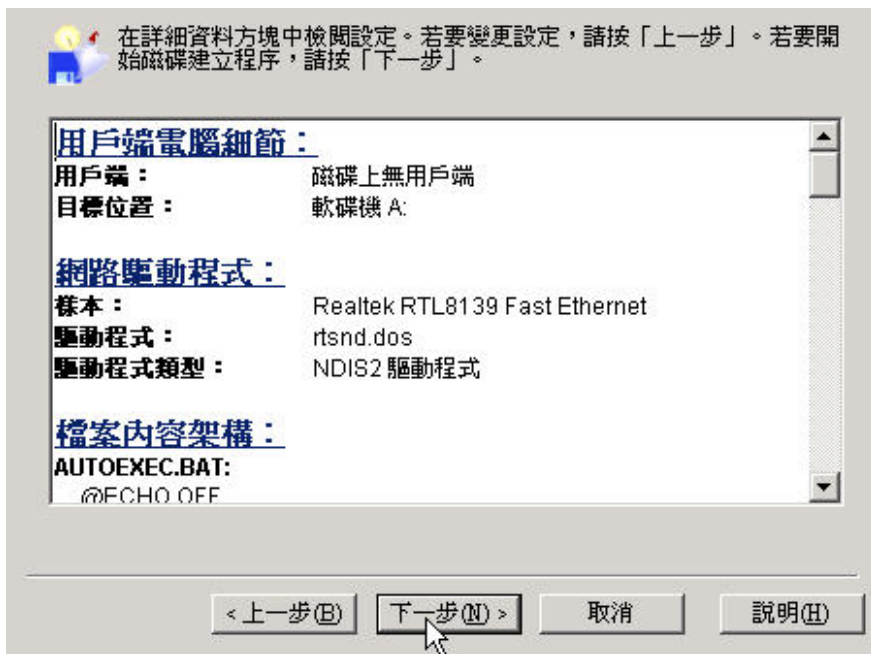 在詳細資料方塊中檢閱設定。若要變更設定,請按「上一步」。若要開
始磁碟建立程序,請按「下一步」。
用戶端電腦細節:
用戶端: 磁碟上無用戶端
目標位置: 軟碟機 A:
網路驅動程式:
樣本: Realtek RTL8139 Fast Ethernet
驅動程式: rtsnd.dos
驅動程式類型: NDIS2 驅動程式
檔案內容架構:
AUTOEXEC.BAT:
@ECHO OFF
< 上一步(B) 下一步(N) > 取消 說明(H)